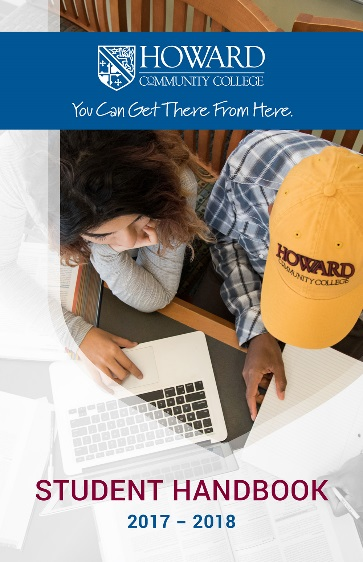 HOWARD
COMMUNITY COLLEGE
You Can Get There From Here.
HOWARD
COMMUNITY COLLEGE
STUDENT HANDBOOK
2017 – 2018